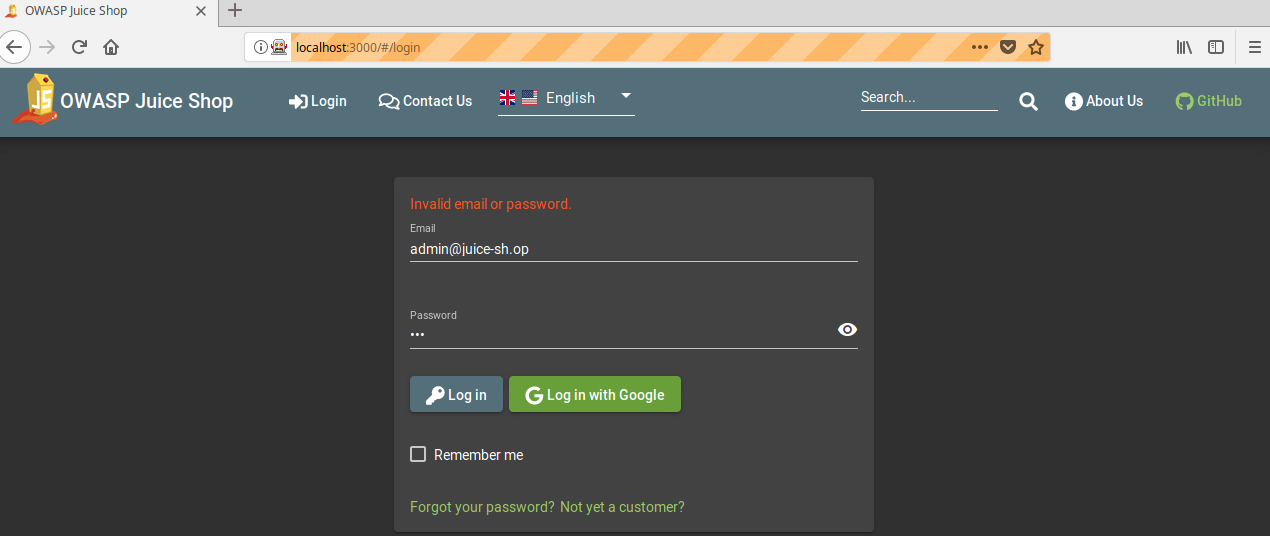 OWASP Juice Shop
localhost:3000/#/login
OWASP Juice Shop Login Contact Us English Search... About Us GitHub
Invalid email or password.
Email
admin@juice-sh.op
Password
•••
Log in Log in with Google
Remember me
Forgot your password? Not yet a customer?